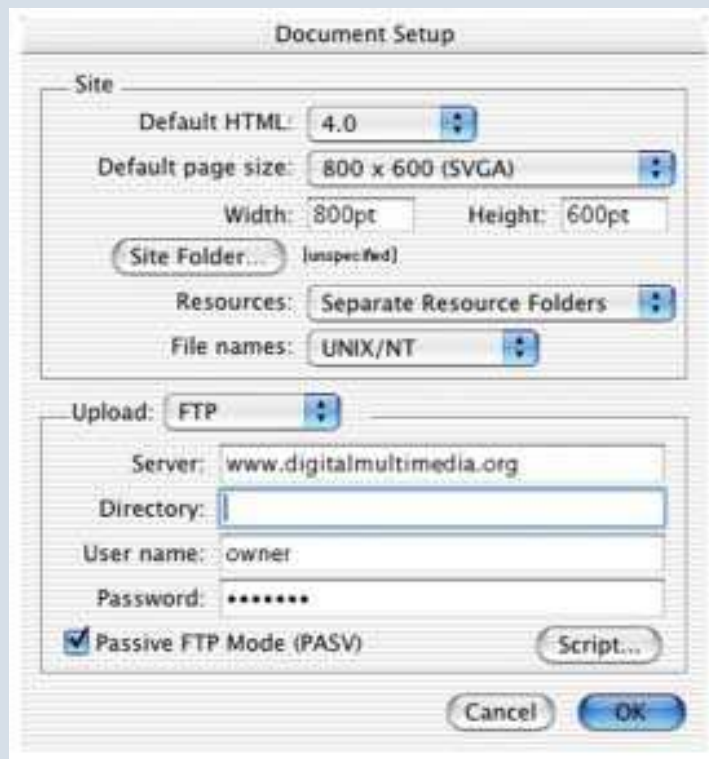 Document Setup
Site
Default HTML: 4.0
Default page size: 800 x 600 (SVGA)
Width: 800pt Height: 600pt
Site Folder... [unspecified]
Resources: Separate Resource Folders
File names: UNIX/NT
Upload: FTP
Server: www.digitalmultimedia.org
Directory:
User name: owner
Password: •••••••
Passive FTP Mode (PASV) Script...
Cancel OK